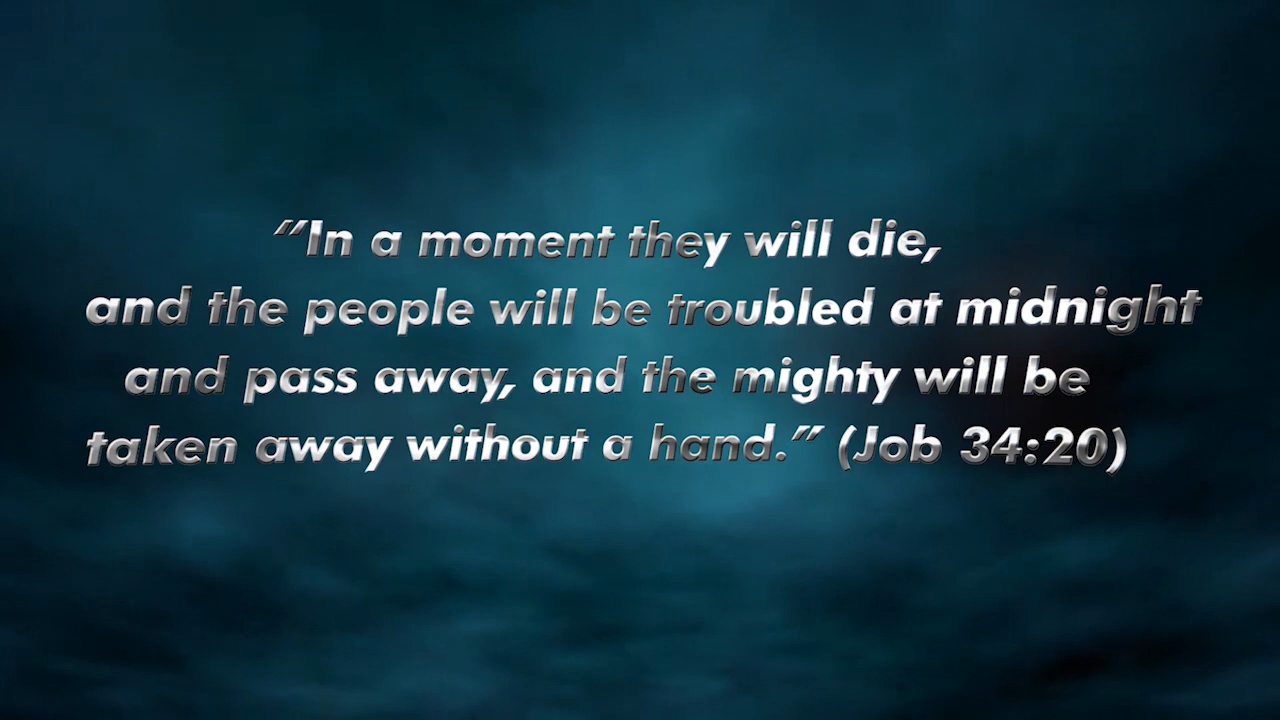 "In a moment they will die,
and the people will be troubled at midnight
and pass away, and the mighty will be
taken away without a hand." (Job 34:20)